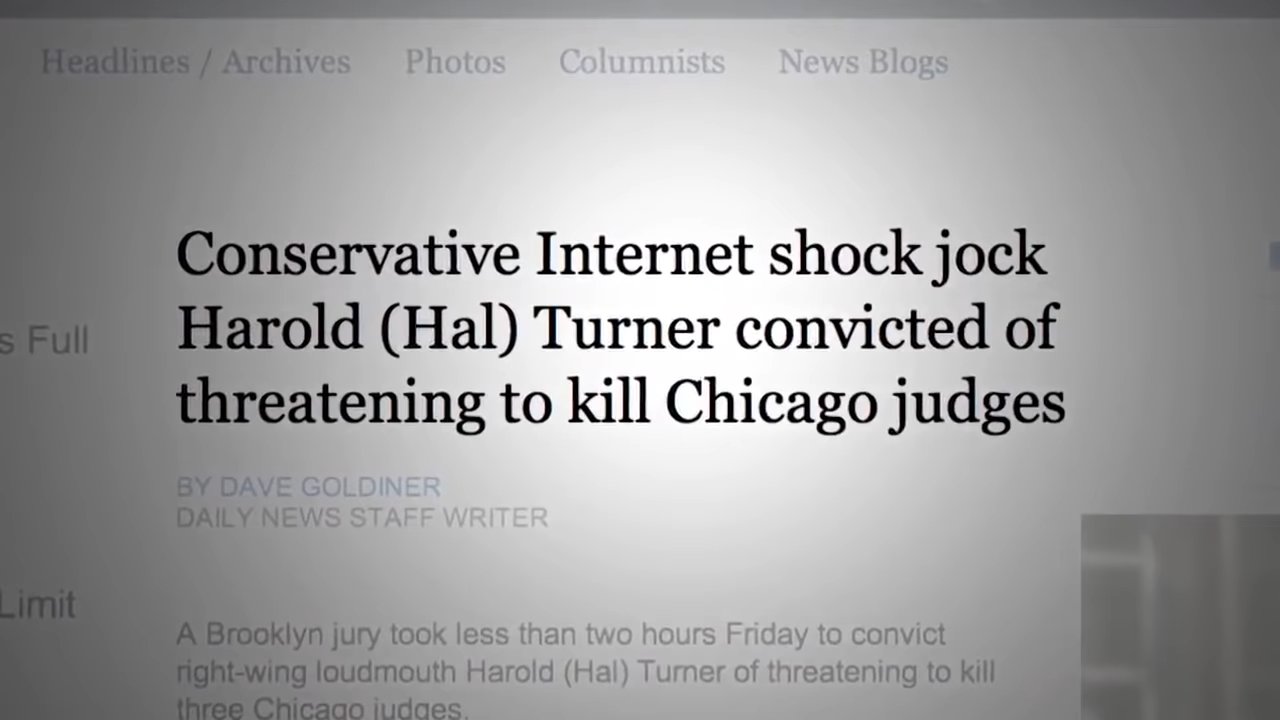 Headlines / Archives Photos Columnists News Blogs
Conservative Internet shock jock
Harold (Hal) Turner convicted of
s Full
threatening to kill Chicago judges
BY DAVE GOLDINER
DAILY NEWS STAFF WRITER
Limit
A Brooklyn jury took less than two hours Friday to convict
right-wing loudmouth Harold (Hal) Turner of threatening to kill
three Chicago judges.